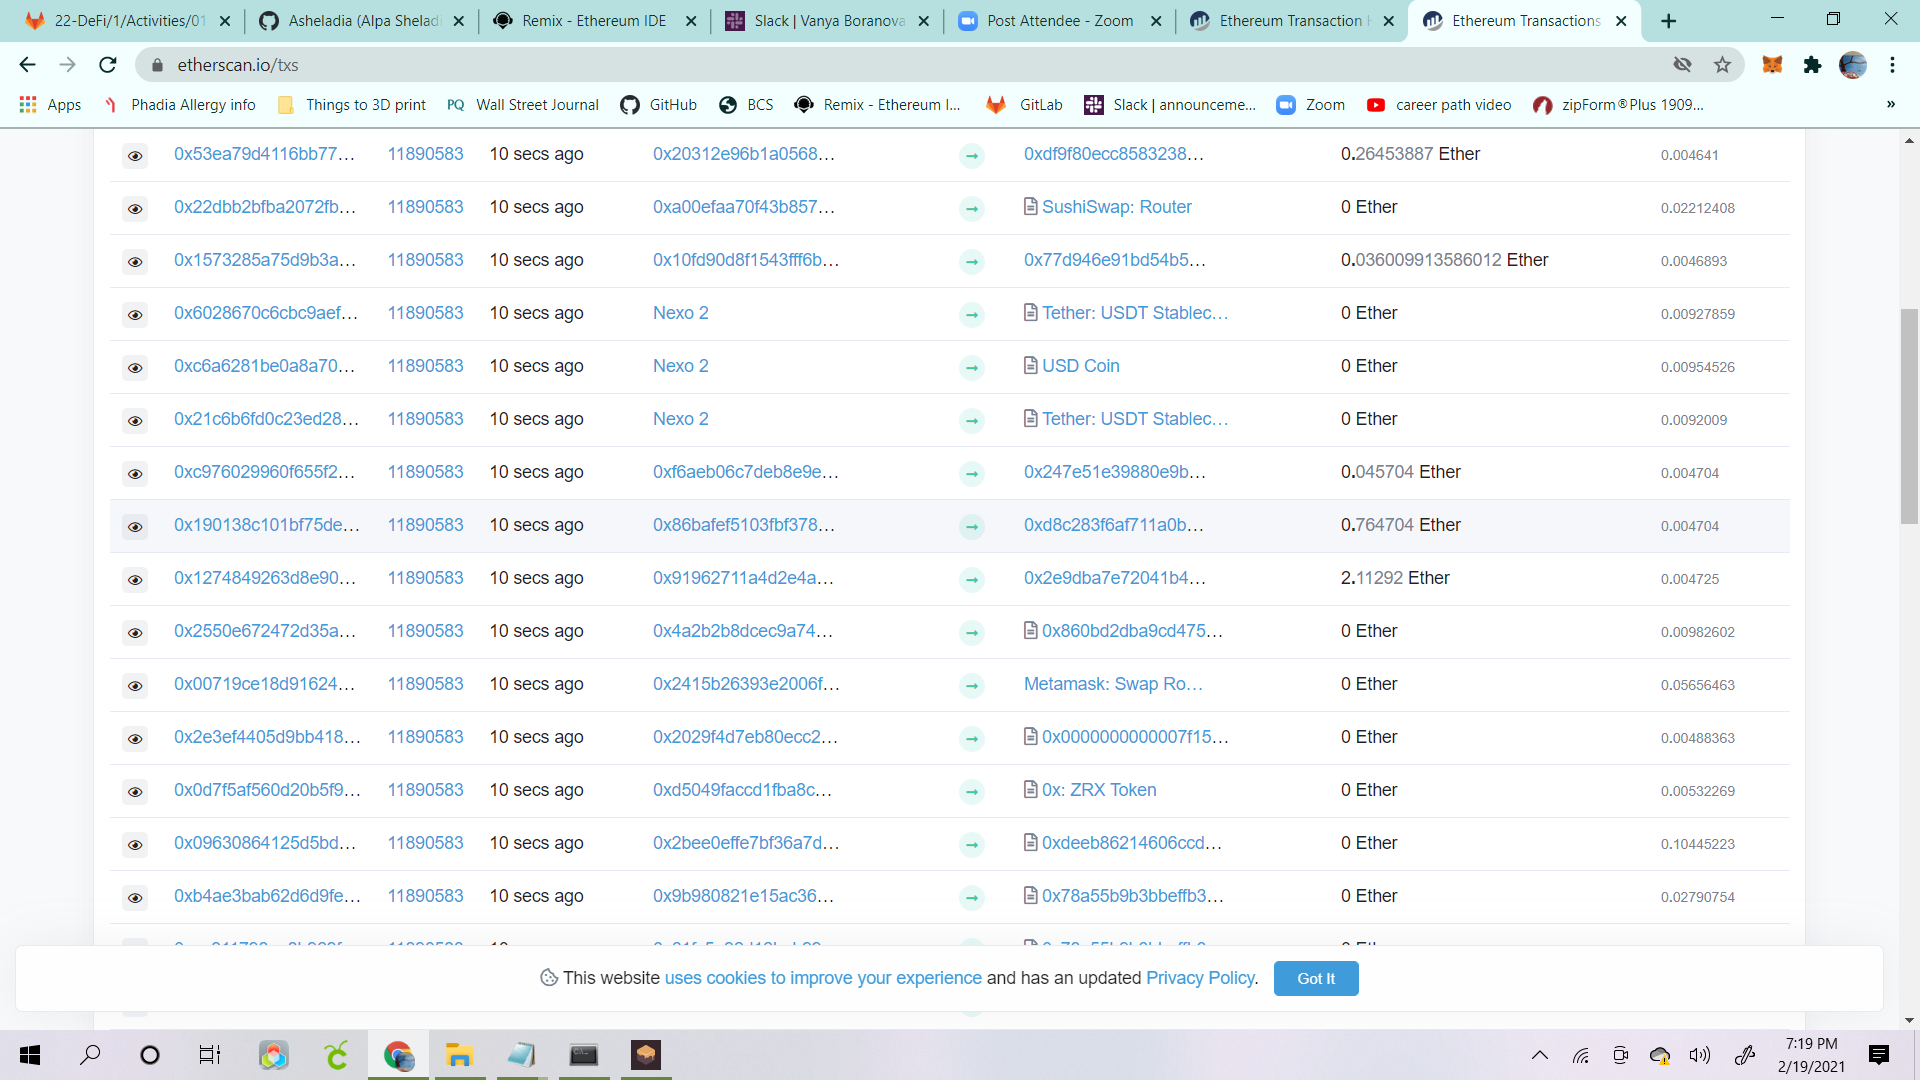 22-DeFi/1/Activities/01
Asheladia (Alpa Sheladi
Remix - Ethereum IDE
Slack | Vanya Boranova
Post Attendee - Zoom
Ethereum Transaction
Ethereum Transactions
etherscan.io/txs
Apps
Phadia Allergy info
Things to 3D print
PQ Wall Street Journal
GitHub
BCS
Remix - Ethereum I...
GitLab
Slack | announceme...
Zoom
career path video
zipForm®Plus 1909...
»
0x53ea79d4116bb77... 11890583 10 secs ago 0x20312e96b1a0568... 0xdf9f80ecc8583238... 0.26453887 Ether 0.004641
0x22dbb2bfba2072fb... 11890583 10 secs ago 0xa00efaa70f43b857... SushiSwap: Router 0 Ether 0.02212408
0x1573285a75d9b3a... 11890583 10 secs ago 0x10fd90d8f1543fff6b... 0x77d946e91bd54b5... 0.036009913586012 Ether 0.0046893
0x6028670c6cbc9aef... 11890583 10 secs ago Nexo 2 Tether: USDT Stablec... 0 Ether 0.00927859
0xc6a6281be0a8a70... 11890583 10 secs ago Nexo 2 USD Coin 0 Ether 0.00954526
0x21c6b6fd0c23ed28... 11890583 10 secs ago Nexo 2 Tether: USDT Stablec... 0 Ether 0.0092009
0xc976029960f655f2... 11890583 10 secs ago 0xf6aeb06c7deb8e9e... 0x247e51e39880e9b... 0.045704 Ether 0.004704
0x190138c101bf75de... 11890583 10 secs ago 0x86bafef5103fbf378... 0xd8c283f6af711a0b... 0.764704 Ether 0.004704
0x1274849263d8e90... 11890583 10 secs ago 0x91962711a4d2e4a... 0x2e9dba7e72041b4... 2.11292 Ether 0.004725
0x2550e672472d35a... 11890583 10 secs ago 0x4a2b2b8dcec9a74... 0x860bd2dba9cd475... 0 Ether 0.00982602
0x00719ce18d91624... 11890583 10 secs ago 0x2415b26393e2006f... Metamask: Swap Ro... 0 Ether 0.05656463
0x2e3ef4405d9bb418... 11890583 10 secs ago 0x2029f4d7eb80ecc2... 0x0000000000007f15... 0 Ether 0.00488363
0x0d7f5af560d20b5f9... 11890583 10 secs ago 0xd5049faccd1fba8c... 0x: ZRX Token 0 Ether 0.00532269
0x09630864125d5bd... 11890583 10 secs ago 0x2bee0effe7bf36a7d... 0xdeeb86214606ccd... 0 Ether 0.10445223
0xb4ae3bab62d6d9fe... 11890583 10 secs ago 0x9b980821e15ac36... 0x78a55b9b3bbeffb3... 0 Ether 0.02790754
This website uses cookies to improve your experience and has an updated Privacy Policy. Got It
7:19 PM
2/19/2021